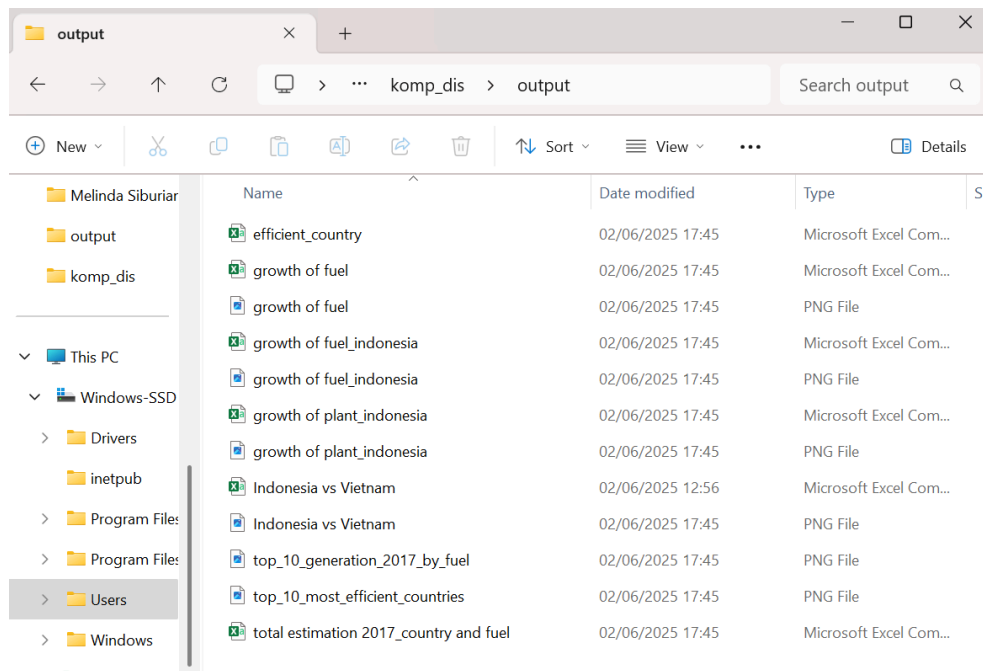 output
komp_dis > output
Search output
New
Sort
View
Details
Melinda Siburian
output
komp_dis
This PC
Windows-SSD
Drivers
inetpub
Program Files
Program Files
Users
Windows
Name Date modified Type S
efficient_country 02/06/2025 17:45 Microsoft Excel Com...
growth of fuel 02/06/2025 17:45 Microsoft Excel Com...
growth of fuel 02/06/2025 17:45 PNG File
growth of fuel_indonesia 02/06/2025 17:45 Microsoft Excel Com...
growth of fuel_indonesia 02/06/2025 17:45 PNG File
growth of plant_indonesia 02/06/2025 17:45 Microsoft Excel Com...
growth of plant_indonesia 02/06/2025 17:45 PNG File
Indonesia vs Vietnam 02/06/2025 12:56 Microsoft Excel Com...
Indonesia vs Vietnam 02/06/2025 17:45 PNG File
top_10_generation_2017_by_fuel 02/06/2025 17:45 PNG File
top_10_most_efficient_countries 02/06/2025 17:45 PNG File
total estimation 2017_country and fuel 02/06/2025 17:45 Microsoft Excel Com...